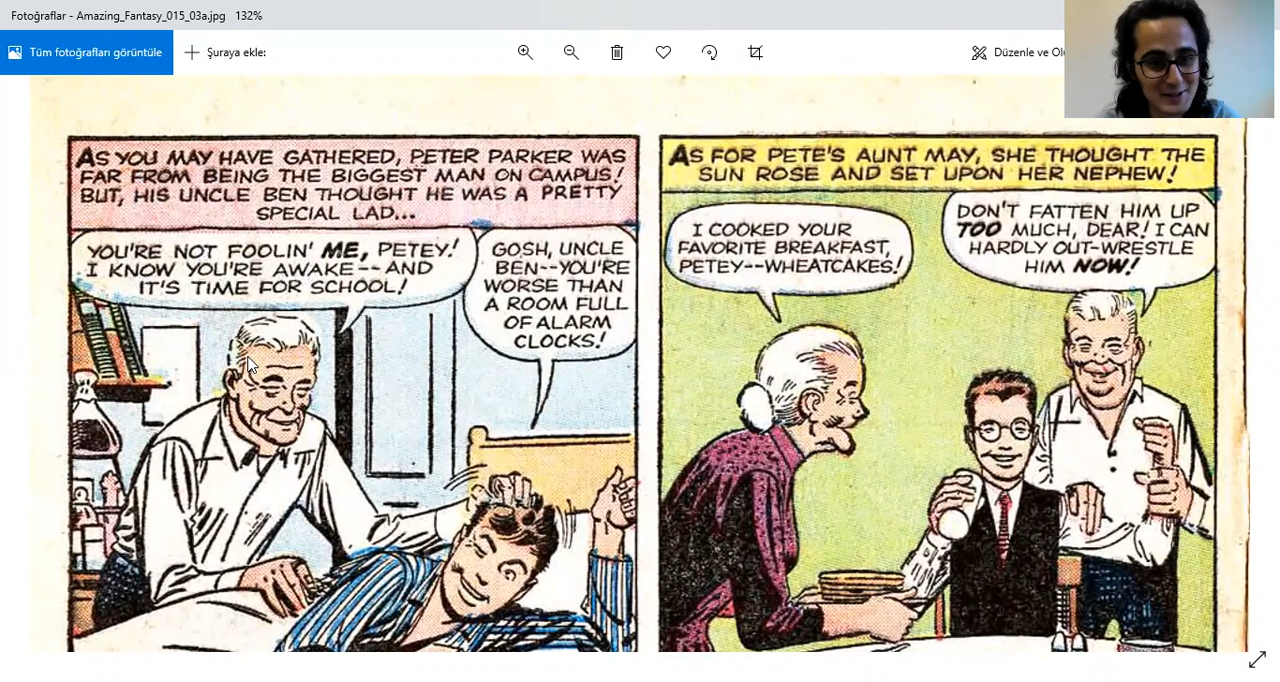 Fotoğraflar - Amazing_Fantasy_015_03a.jpg 132%
Tüm fotoğrafları görüntüle
Şuraya ekle:
Düzenle ve Olu
AS YOU MAY HAVE GATHERED, PETER PARKER WAS
FAR FROM BEING THE BIGGEST MAN ON CAMPUS!
BUT, HIS UNCLE BEN THOUGHT HE WAS A PRETTY
SPECIAL LAD...
YOU'RE NOT FOOLIN' ME, PETEY!
I KNOW YOU'RE AWAKE--AND
IT'S TIME FOR SCHOOL!
GOSH, UNCLE
BEN--YOU'RE
WORSE THAN
A ROOM FULL
OF ALARM
CLOCKS!
AS FOR PETE'S AUNT MAY, SHE THOUGHT THE
SUN ROSE AND SET UPON HER NEPHEW!
I COOKED YOUR
FAVORITE BREAKFAST,
PETEY--WHEATCAKES!
DON'T FATTEN HIM UP
TOO MUCH, DEAR! I CAN
HARDLY OUT-WRESTLE
HIM NOW!